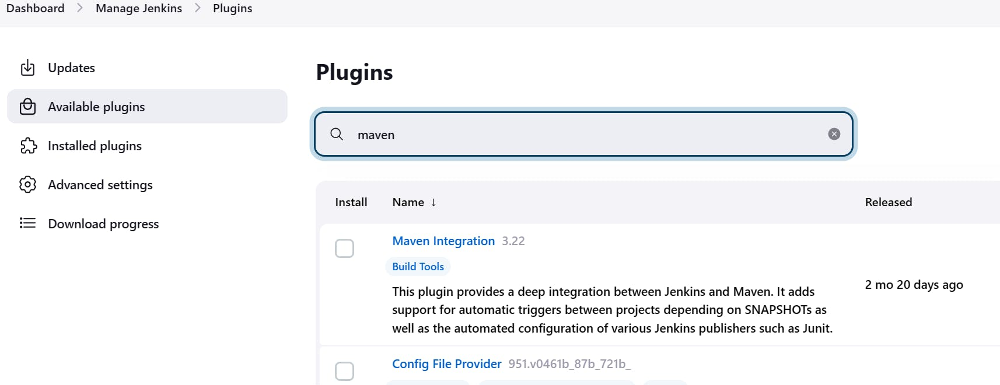 Dashboard > Manage Jenkins > Plugins
Updates
Available plugins
Installed plugins
Advanced settings
Download progress
Plugins
maven
Install Name ↓ Released
Maven Integration 3.22
Build Tools
This plugin provides a deep integration between Jenkins and Maven. It adds
support for automatic triggers between projects depending on SNAPSHOTs as
well as the automated configuration of various Jenkins publishers such as Junit.
2 mo 20 days ago
Config File Provider 951.v0461b_87b_721b_